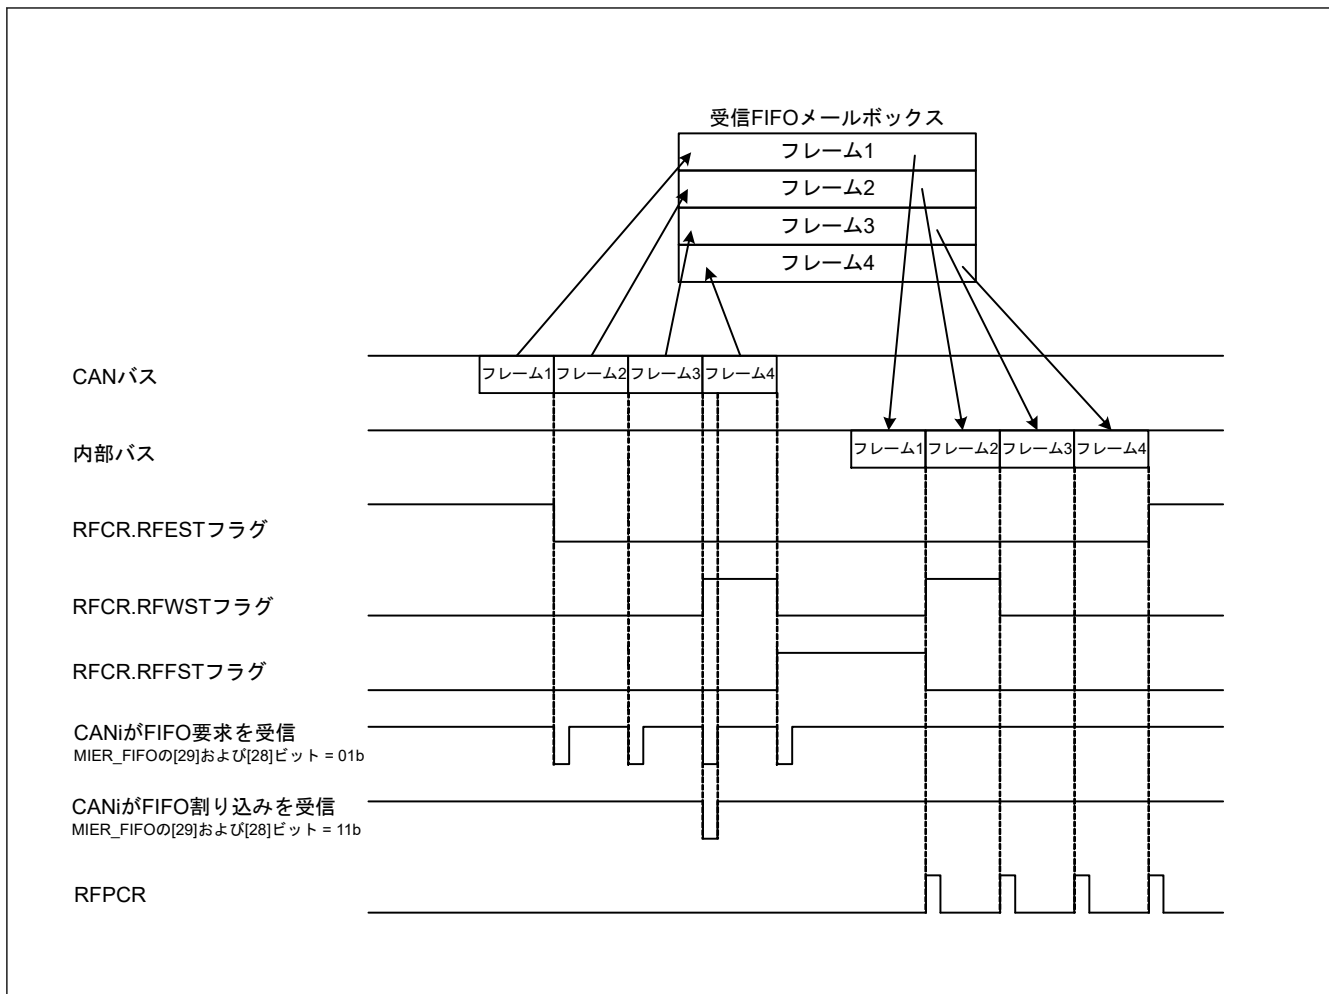 受信FIFOメールボックス
フレーム1
フレーム2
フレーム3
フレーム4
CANバス
フレーム1 フレーム2 フレーム3 フレーム4
内部バス
フレーム1 フレーム2 フレーム3 フレーム4
RFCR.RFESTフラグ
RFCR.RFWSTフラグ
RFCR.RFFSTフラグ
CANiがFIFO要求を受信
MIER_FIFOの[29]および[28]ビット = 01b
CANiがFIFO割り込みを受信
MIER_FIFOの[29]および[28]ビット = 11b
RFPCR